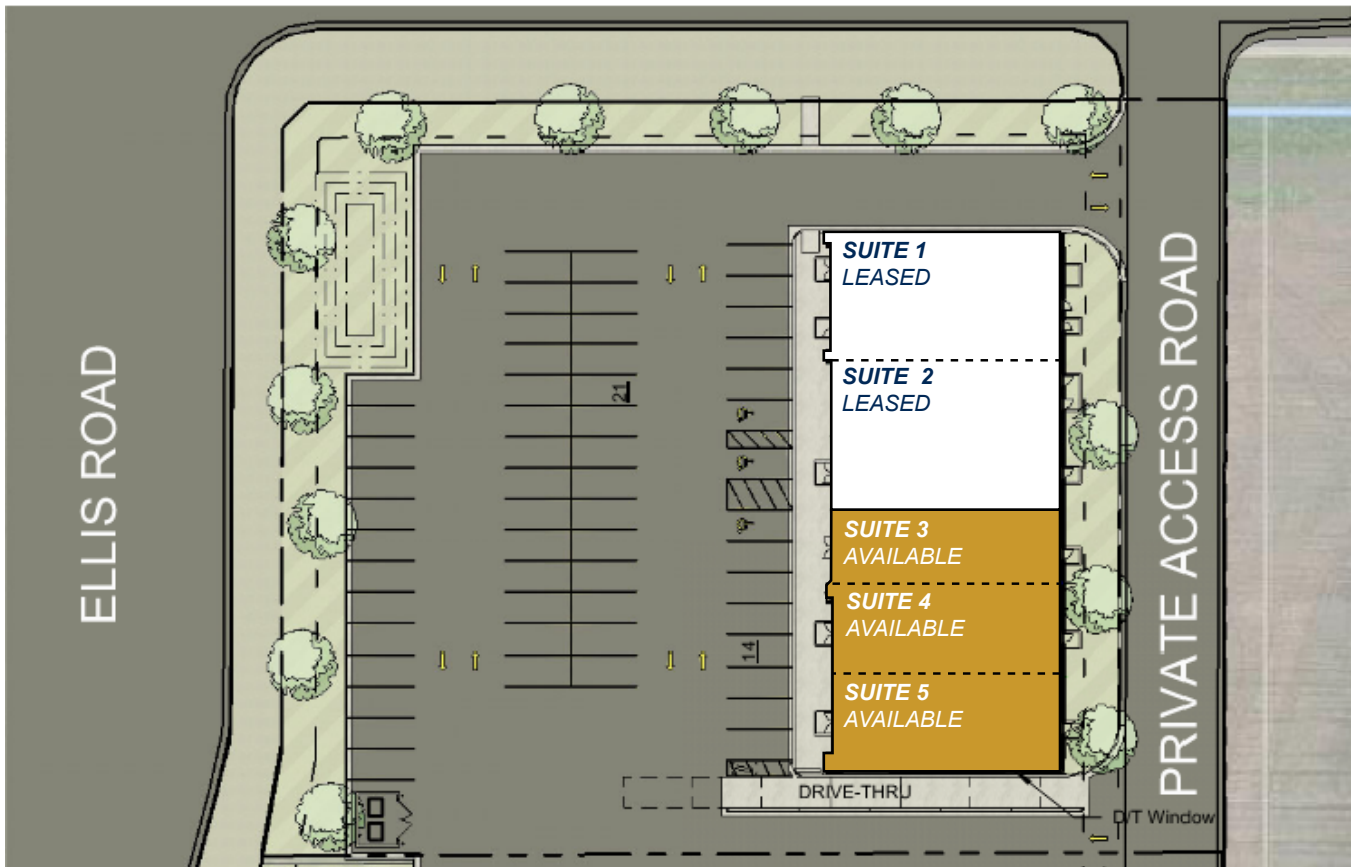 SUITE 1
LEASED
SUITE 2
LEASED
SUITE 3
AVAILABLE
SUITE 4
AVAILABLE
SUITE 5
AVAILABLE
ELLIS ROAD
21
14
PRIVATE ACCESS ROAD
DRIVE-THRU
D/T Window